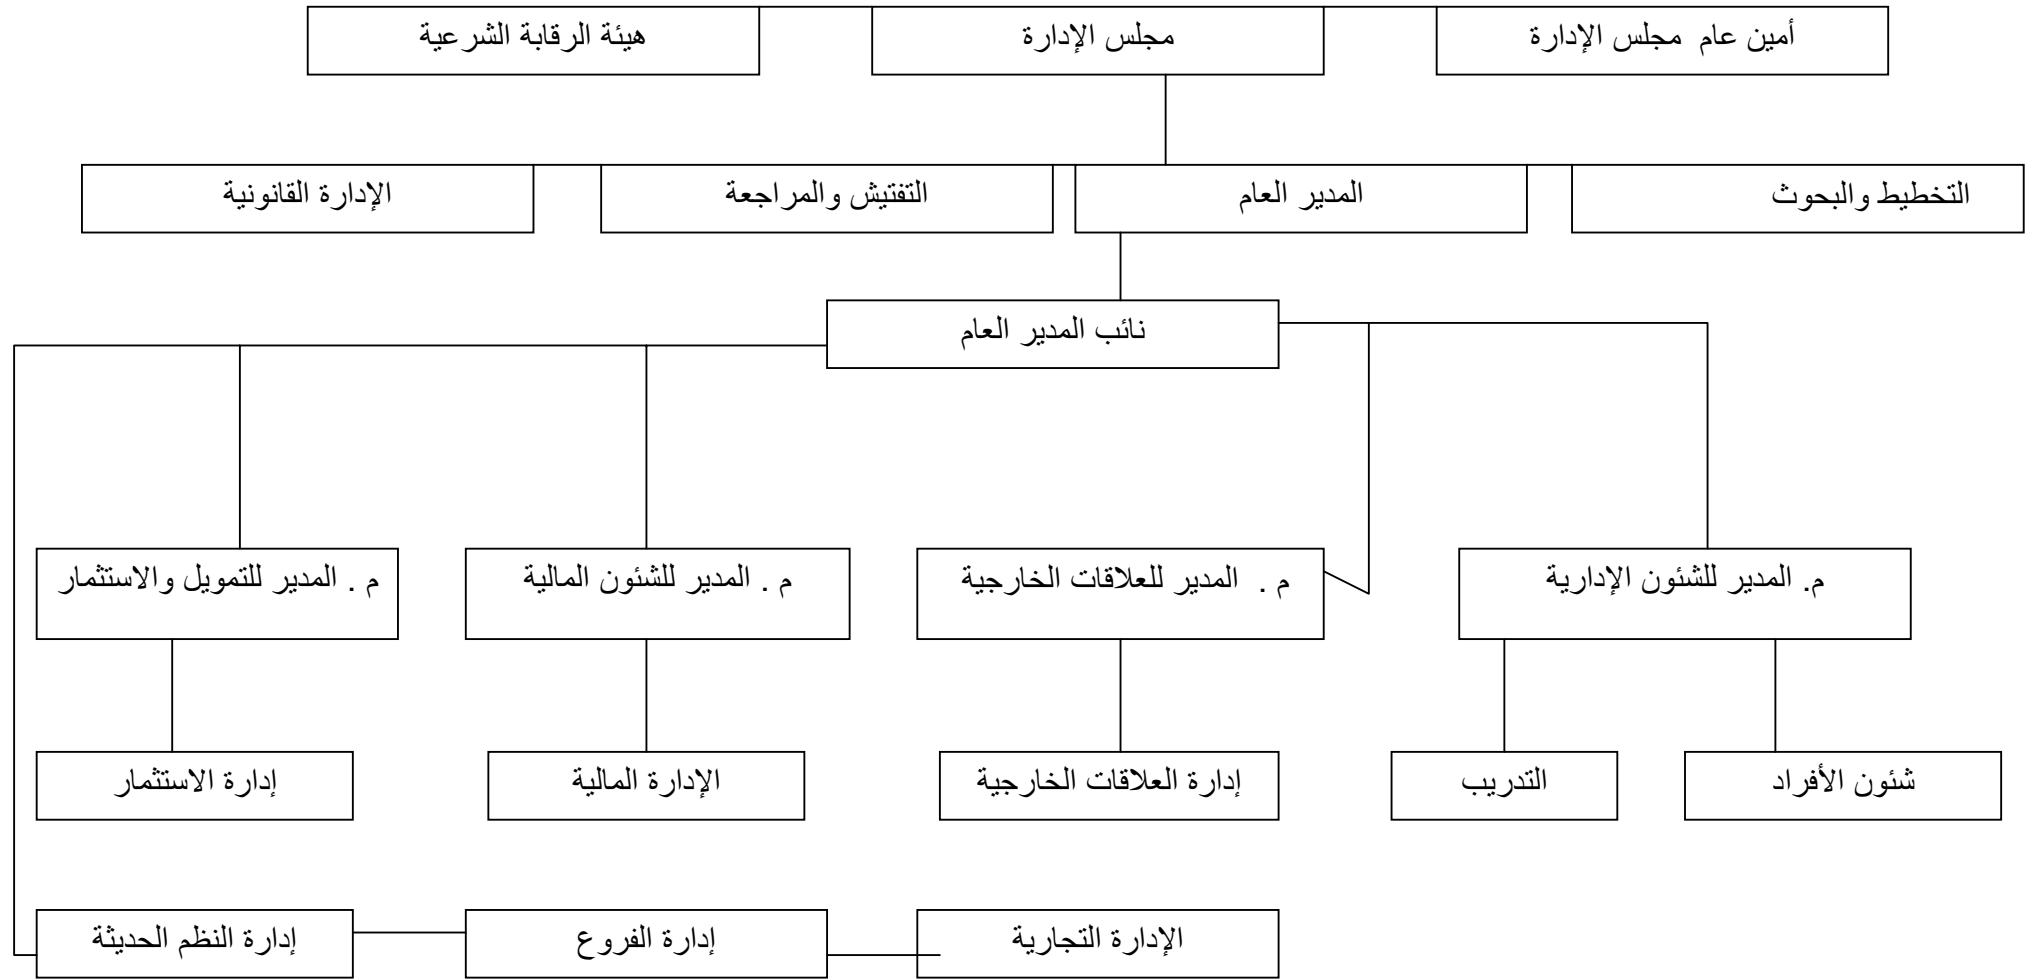 أمين عام مجلس الإدارة
مجلس الإدارة
هيئة الرقابة الشرعية
التخطيط والبحوث
المدير العام
التفتيش والمراجعة
الإدارة القانونية
نائب المدير العام
م. المدير للشئون الإدارية
م . المدير للعلاقات الخارجية
م . المدير للشئون المالية
م . المدير للتمويل والاستثمار
شئون الأفراد
التدريب
إدارة العلاقات الخارجية
الإدارة المالية
إدارة الاستثمار
الإدارة التجارية
إدارة الفروع
إدارة النظم الحديثة